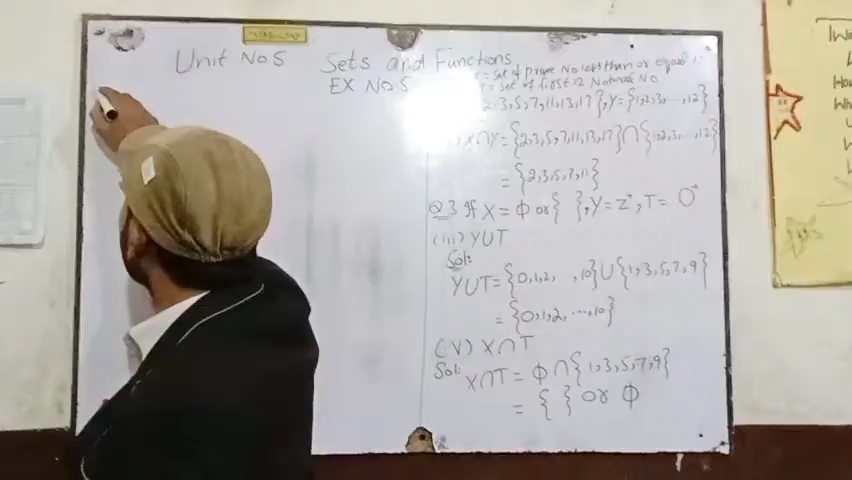 Unit No 5 Sets and Functions
EX No 5
= Set of prime No less than or equal
= Set of first 12 Natural No
2,3,5,7,11,13,17}, Y={1,2,3,...,12}
X∩Y={2,3,5,7,11,13,17}∩{1,2,3,...,12}
={2,3,5,7,11}
Q.3 If X=Φ or{ },Y=Z⁺,T=O⁺
(iii) YUT
Sol:
YUT={0,1,2, ,10}U{1,3,5,7,9}
={0,1,2,...,10}
(V) X∩T
Sol:
X∩T=Φ∩{1,3,5,7,9}
={ } or Φ